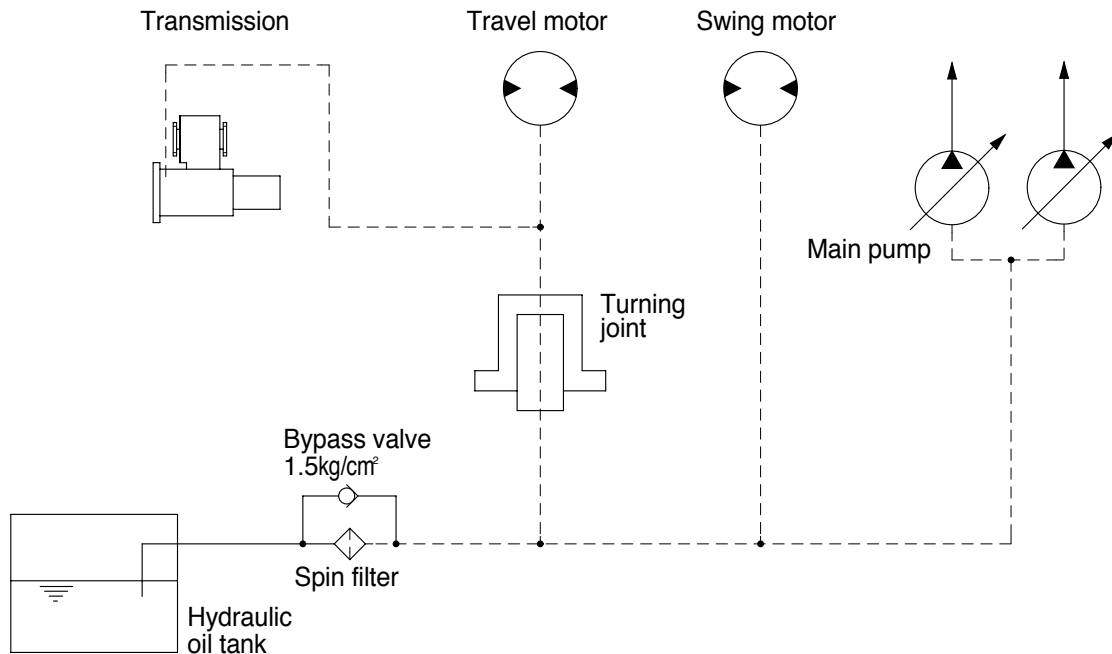 Transmission
Travel motor
Swing motor
Main pump
Turning
joint
Bypass valve
1.5kg/cm²
Spin filter
Hydraulic
oil tank